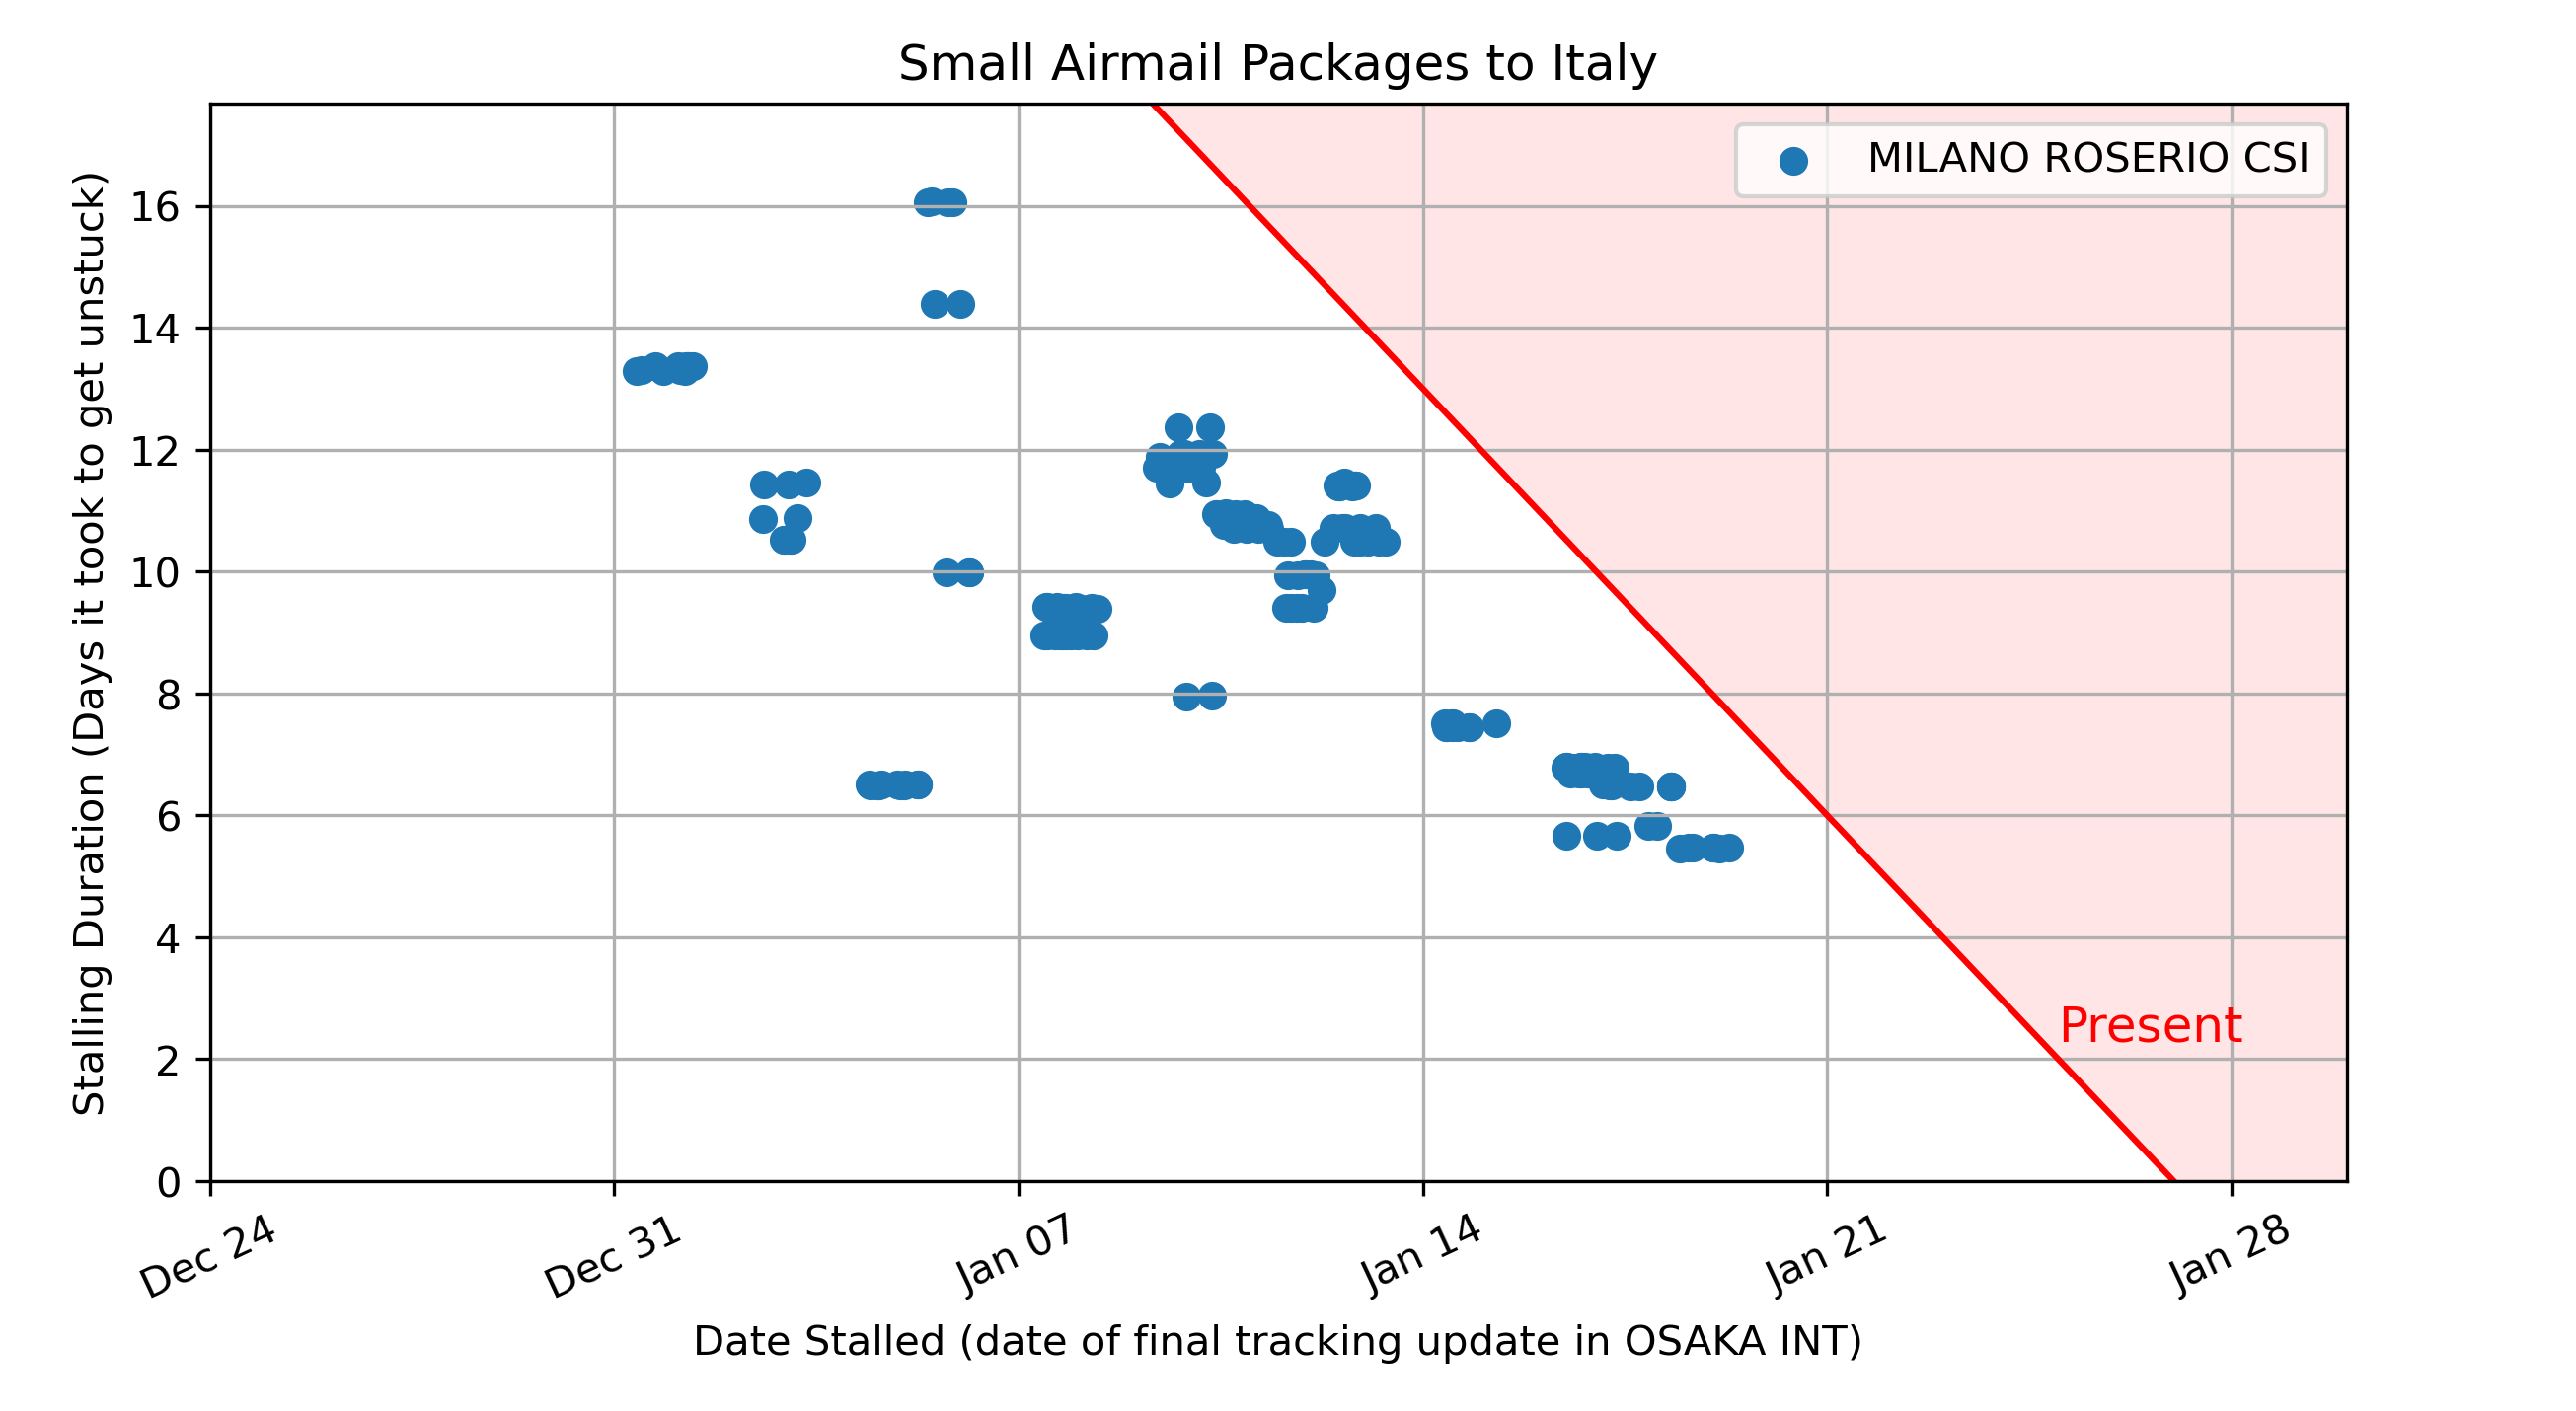 Small Airmail Packages to Italy
MILANO ROSERIO CSI
Stalling Duration (Days it took to get unstuck)
16
14
12
10
8
6
4
2
0
Present
Dec 24
Dec 31
Jan 07
Jan 14
Jan 21
Jan 28
Date Stalled (date of final tracking update in OSAKA INT)